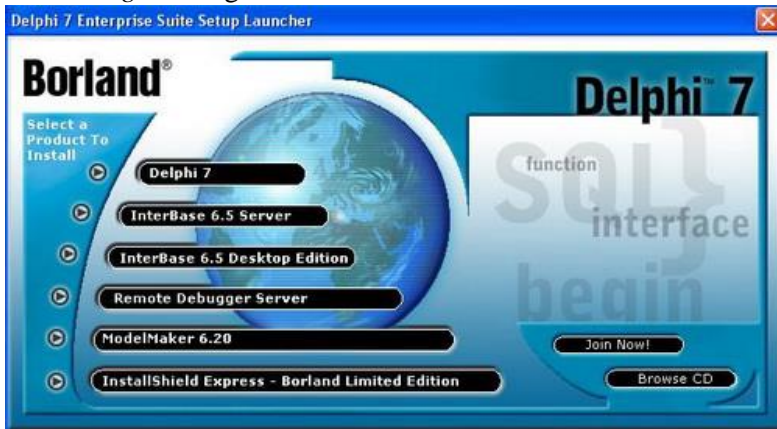 Delphi 7 Enterprise Suite Setup Launcher
Borland®
Delphi™ 7
Select a
Product To
Install
Delphi 7
InterBase 6.5 Server
InterBase 6.5 Desktop Edition
Remote Debugger Server
ModelMaker 6.20
InstallShield Express - Borland Limited Edition
function
SQL}
interface
begin
Join Now!
Browse CD